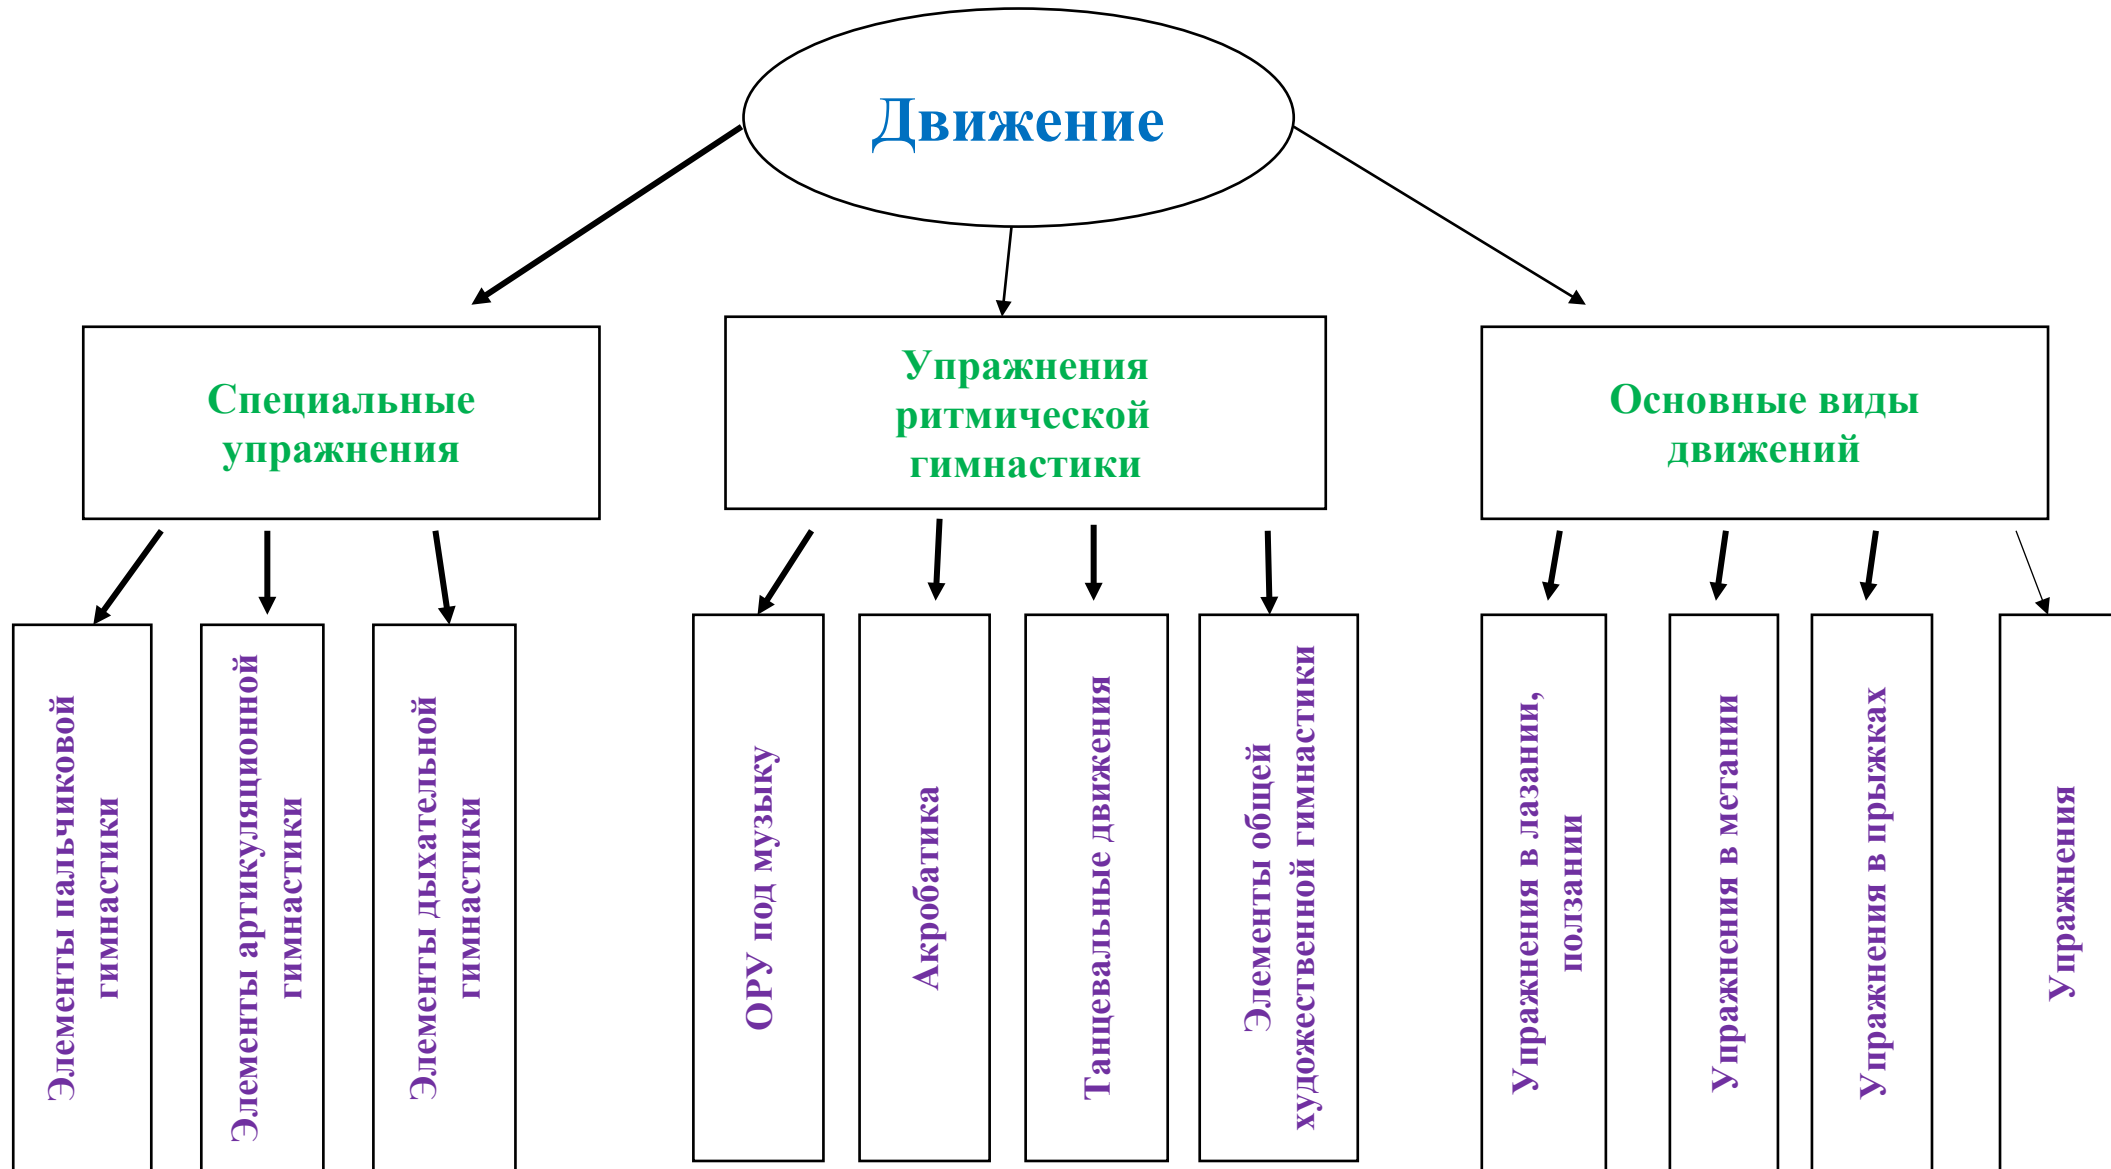 Движение
Специальные
упражнения
Упражнения
ритмической
гимнастики
Основные виды
движений
Элементы пальчиковой
гимнастики
Элементы артикуляционной
гимнастики
Элементы дыхательной
гимнастики
ОРУ под музыку
Акробатика
Танцевальные движения
Элементы общей
художественной гимнастики
Упражнения в лазании,
ползании
Упражнения в метании
Упражнения в прыжках
Упражнения